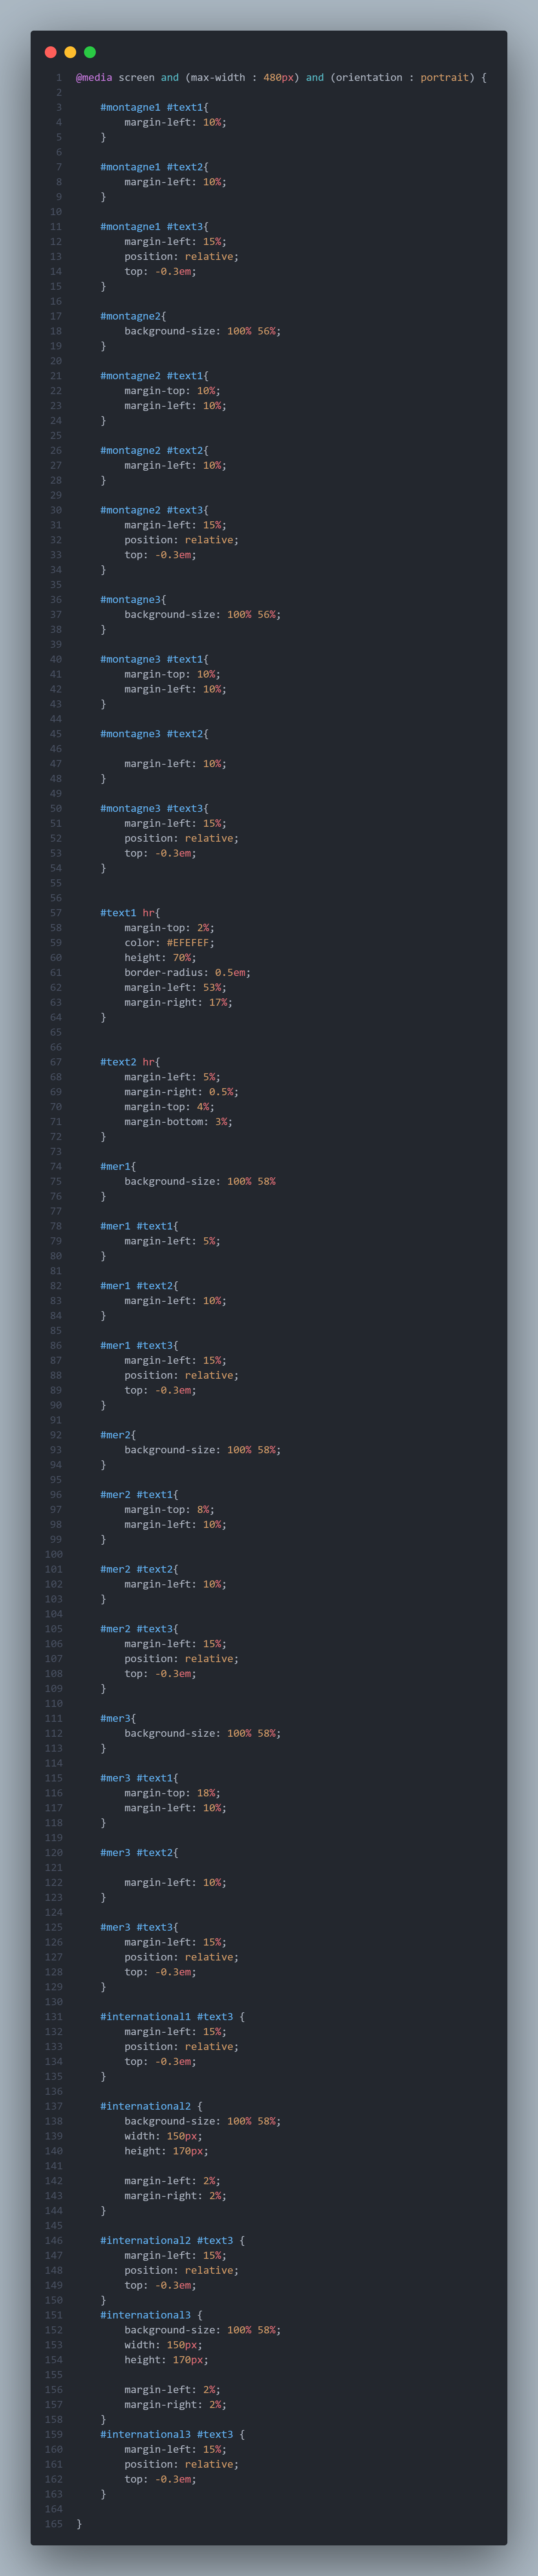 1 @media screen and (max-width : 480px) and (orientation : portrait) {
2
3 #montagne1 #text1{
4 margin-left: 10%;
5 }
6
7 #montagne1 #text2{
8 margin-left: 10%;
9 }
10
11 #montagne1 #text3{
12 margin-left: 15%;
13 position: relative;
14 top: -0.3em;
15 }
16
17 #montagne2{
18 background-size: 100% 56%;
19 }
20
21 #montagne2 #text1{
22 margin-top: 10%;
23 margin-left: 10%;
24 }
25
26 #montagne2 #text2{
27 margin-left: 10%;
28 }
29
30 #montagne2 #text3{
31 margin-left: 15%;
32 position: relative;
33 top: -0.3em;
34 }
35
36 #montagne3{
37 background-size: 100% 56%;
38 }
39
40 #montagne3 #text1{
41 margin-top: 10%;
42 margin-left: 10%;
43 }
44
45 #montagne3 #text2{
46
47 margin-left: 10%;
48 }
49
50 #montagne3 #text3{
51 margin-left: 15%;
52 position: relative;
53 top: -0.3em;
54 }
55
56
57 #text1 hr{
58 margin-top: 2%;
59 color: #EFEFEF;
60 height: 70%;
61 border-radius: 0.5em;
62 margin-left: 53%;
63 margin-right: 17%;
64 }
65
66
67 #text2 hr{
68 margin-left: 5%;
69 margin-right: 0.5%;
70 margin-top: 4%;
71 margin-bottom: 3%;
72 }
73
74 #mer1{
75 background-size: 100% 58%
76 }
77
78 #mer1 #text1{
79 margin-left: 5%;
80 }
81
82 #mer1 #text2{
83 margin-left: 10%;
84 }
85
86 #mer1 #text3{
87 margin-left: 15%;
88 position: relative;
89 top: -0.3em;
90 }
91
92 #mer2{
93 background-size: 100% 58%;
94 }
95
96 #mer2 #text1{
97 margin-top: 8%;
98 margin-left: 10%;
99 }
100
101 #mer2 #text2{
102 margin-left: 10%;
103 }
104
105 #mer2 #text3{
106 margin-left: 15%;
107 position: relative;
108 top: -0.3em;
109 }
110
111 #mer3{
112 background-size: 100% 58%;
113 }
114
115 #mer3 #text1{
116 margin-top: 18%;
117 margin-left: 10%;
118 }
119
120 #mer3 #text2{
121
122 margin-left: 10%;
123 }
124
125 #mer3 #text3{
126 margin-left: 15%;
127 position: relative;
128 top: -0.3em;
129 }
130
131 #international1 #text3 {
132 margin-left: 15%;
133 position: relative;
134 top: -0.3em;
135 }
136
137 #international2 {
138 background-size: 100% 58%;
139 width: 150px;
140 height: 170px;
141
142 margin-left: 2%;
143 margin-right: 2%;
144 }
145
146 #international2 #text3 {
147 margin-left: 15%;
148 position: relative;
149 top: -0.3em;
150 }
151 #international3 {
152 background-size: 100% 58%;
153 width: 150px;
154 height: 170px;
155
156 margin-left: 2%;
157 margin-right: 2%;
158 }
159 #international3 #text3 {
160 margin-left: 15%;
161 position: relative;
162 top: -0.3em;
163 }
164
165 }